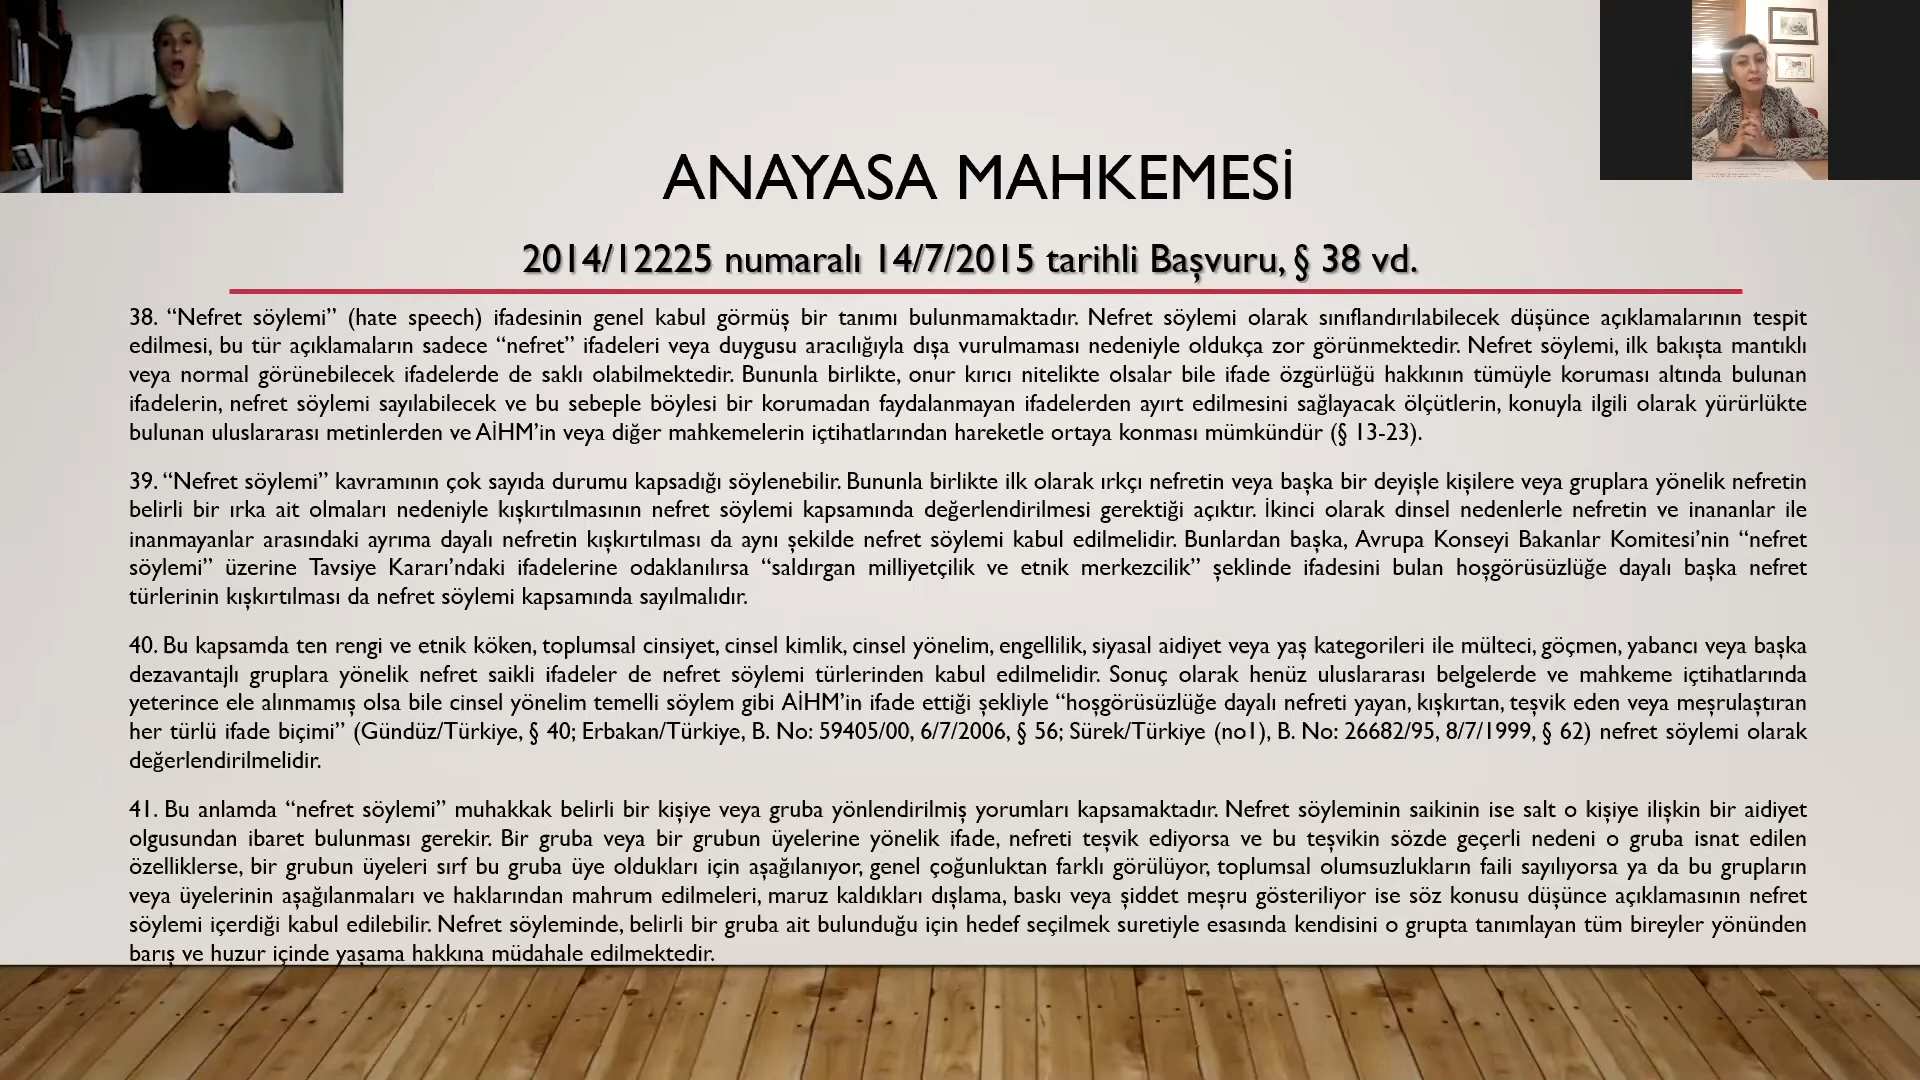 ANAYASA MAHKEMESİ
2014/12225 numaralı 14/7/2015 tarihli Başvuru, § 38 vd.
38. “Nefret söylemi” (hate speech) ifadesinin genel kabul görmüş bir tanımı bulunmamaktadır. Nefret söylemi olarak sınıflandırılabilecek düşünce açıklamalarının tespit
edilmesi, bu tür açıklamaların sadece “nefret” ifadeleri veya duygusu aracılığıyla dışa vurulmaması nedeniyle oldukça zor görünmektedir. Nefret söylemi, ilk bakışta mantıklı
veya normal görünebilecek ifadelerde de saklı olabilmektedir. Bununla birlikte, onur kırıcı nitelikte olsalar bile ifade özgürlüğü hakkının tümüyle koruması altında bulunan
ifadelerin, nefret söylemi sayılabilecek ve bu sebeple böylesi bir korumadan faydalanmayan ifadelerden ayırt edilmesini sağlayacak ölçütlerin, konuyla ilgili olarak yürürlükte
bulunan uluslararası metinlerden ve AİHM’in veya diğer mahkemelerin içtihatlarından hareketle ortaya konması mümkündür (§ 13-23).
39. “Nefret söylemi” kavramının çok sayıda durumu kapsadığı söylenebilir. Bununla birlikte ilk olarak ırkçı nefretin veya başka bir deyişle kişilere veya gruplara yönelik nefretin
belirli bir ırka ait olmaları nedeniyle kışkırtılmasının nefret söylemi kapsamında değerlendirilmesi gerektiği açıktır. İkinci olarak dinsel nedenlerle nefretin ve inananlar ile
inanmayanlar arasındaki ayrıma dayalı nefretin kışkırtılması da aynı şekilde nefret söylemi kabul edilmelidir. Bunlardan başka, Avrupa Konseyi Bakanlar Komitesi’nin “nefret
söylemi” üzerine Tavsiye Kararı’ndaki ifadelerine odaklanılırsa “saldırgan milliyetçilik ve etnik merkezcilik” şeklinde ifadesini bulan hoşgörüsüzlüğe dayalı başka nefret
türlerinin kışkırtılması da nefret söylemi kapsamında sayılmalıdır.
40. Bu kapsamda ten rengi ve etnik köken, toplumsal cinsiyet, cinsel kimlik, cinsel yönelim, engellilik, siyasal aidiyet veya yaş kategorileri ile mülteci, göçmen, yabancı veya başka
dezavantajlı gruplara yönelik nefret saikli ifadeler de nefret söylemi türlerinden kabul edilmelidir. Sonuç olarak henüz uluslararası belgelerde ve mahkeme içtihatlarında
yeterince ele alınmamış olsa bile cinsel yönelim temelli söylem gibi AİHM’in ifade ettiği şekliyle “hoşgörüsüzlüğe dayalı nefreti yayan, kışkırtan, teşvik eden veya meşrulaştıran
her türlü ifade biçimi” (Gündüz/Türkiye, § 40; Erbakan/Türkiye, B. No: 59405/00, 6/7/2006, § 56; Sürek/Türkiye (no1), B. No: 26682/95, 8/7/1999, § 62) nefret söylemi olarak
değerlendirilmelidir.
41. Bu anlamda “nefret söylemi” muhakkak belirli bir kişiye veya gruba yönlendirilmiş yorumları kapsamaktadır. Nefret söyleminin saikinin ise salt o kişiye ilişkin bir aidiyet
olgusundan ibaret bulunması gerekir. Bir gruba veya bir grubun üyelerine yönelik ifade, nefreti teşvik ediyorsa ve bu teşvikin sözde geçerli nedeni o gruba isnat edilen
özelliklerse, bir grubun üyeleri sırf bu gruba üye oldukları için aşağılanıyor, genel çoğunluktan farklı görülüyor, toplumsal olumsuzlukların faili sayılıyorsa ya da bu grupların
veya üyelerinin aşağılanmaları ve haklarından mahrum edilmeleri, maruz kaldıkları dışlama, baskı veya şiddet meşru gösteriliyor ise söz konusu düşünce açıklamasının nefret
söylemi içerdiği kabul edilebilir. Nefret söyleminde, belirli bir gruba ait bulunduğu için hedef seçilmek suretiyle esasında kendisini o grupta tanımlayan tüm bireyler yönünden
barış ve huzur içinde yaşama hakkına müdahale edilmektedir.